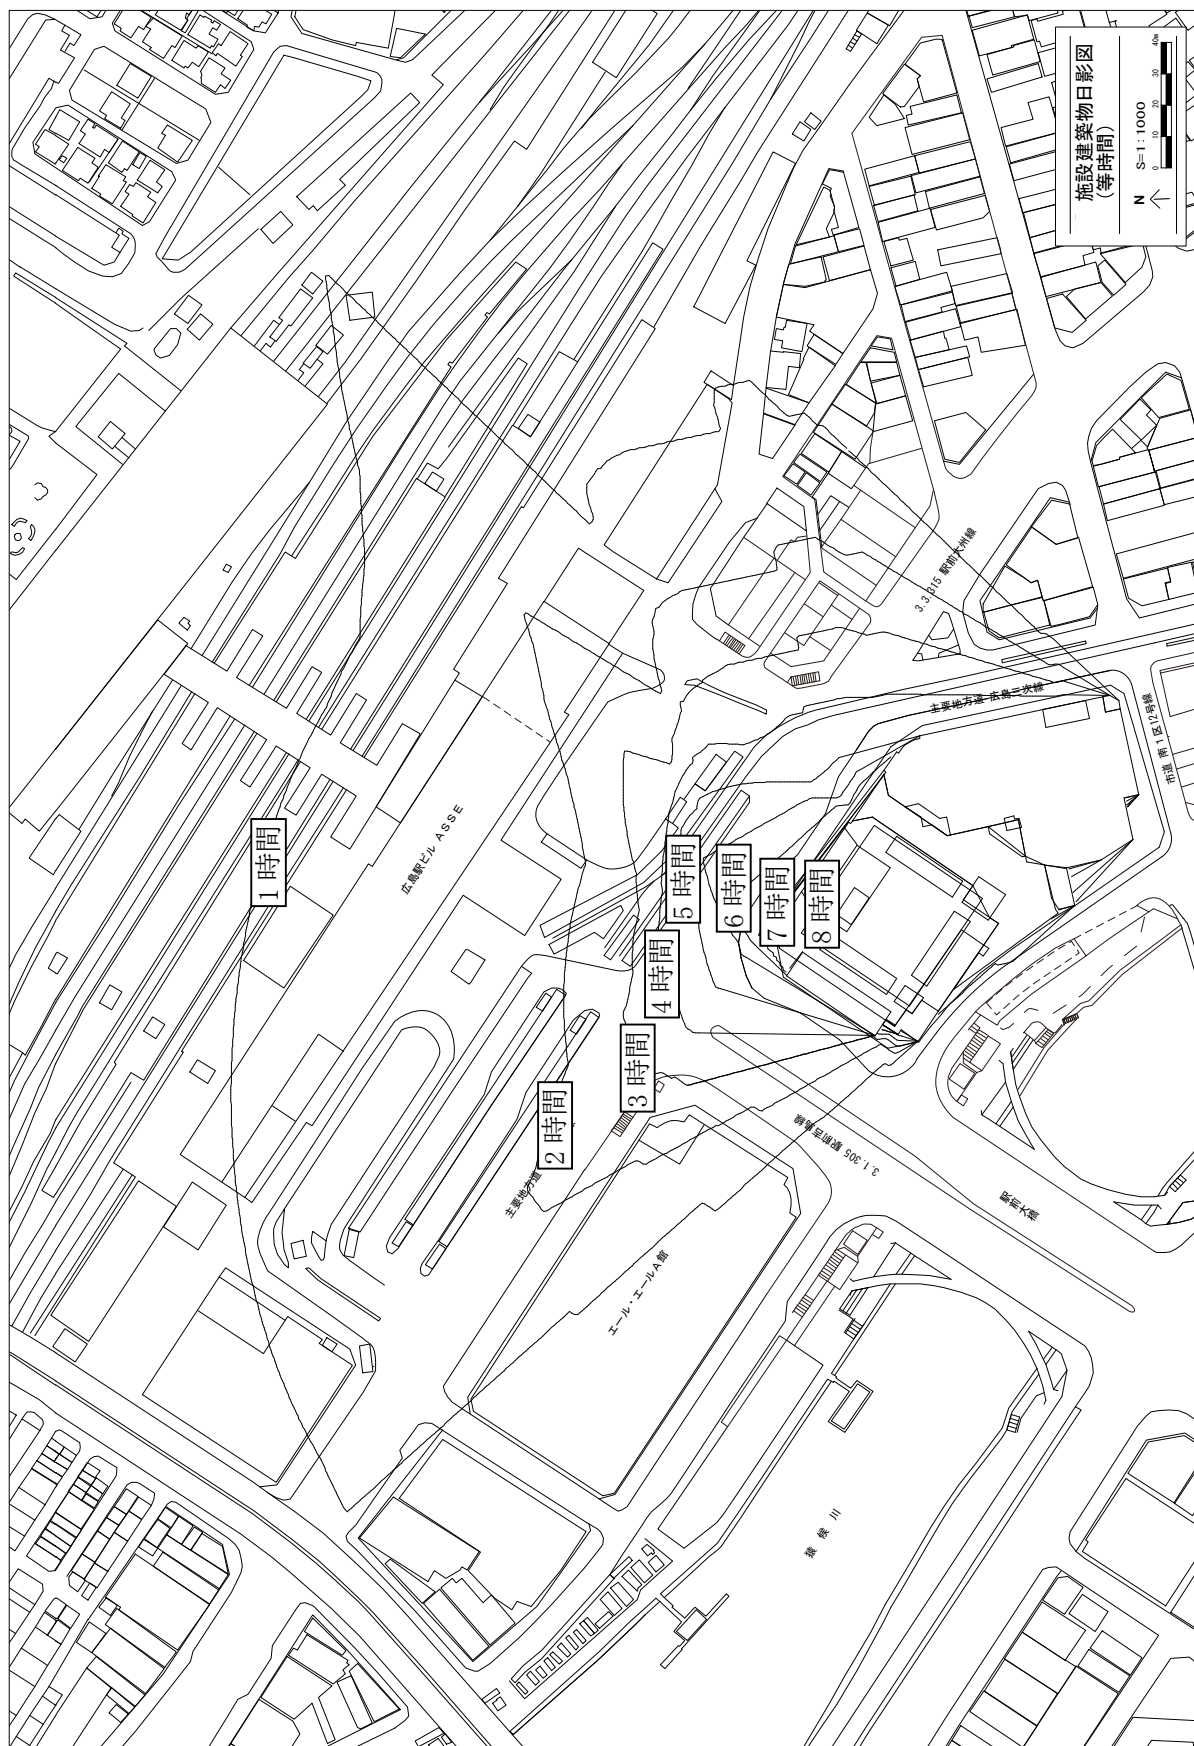 施設建築物日影図
(等時間)
N
S=1:1000
0 10 20 30 40m
1時間
2時間
3時間
4時間
5時間
6時間
7時間
8時間
広島駅ビル ASSE
主要地方道
エール・エールA館
3.1.305 駅前吉島線
駅前大橋
猿候川
3.3.315 駅前大州線
主要地方道 広島三次線
市道 南1区12号線